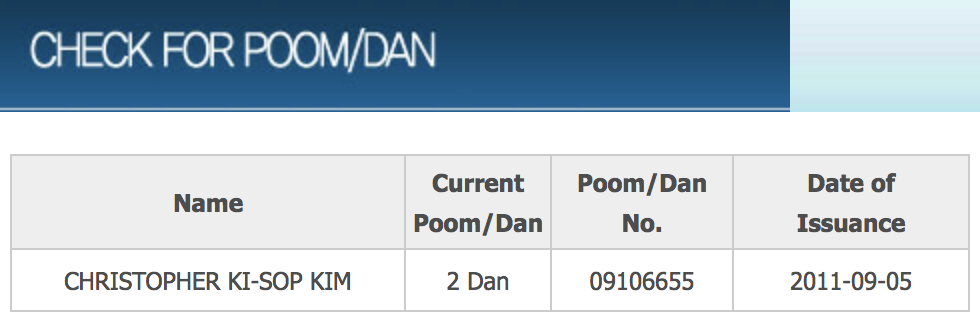 CHECK FOR POOM/DAN
Name
Current
Poom/Dan
Poom/Dan
No.
Date of
Issuance
CHRISTOPHER KI-SOP KIM
2 Dan
09106655
2011-09-05